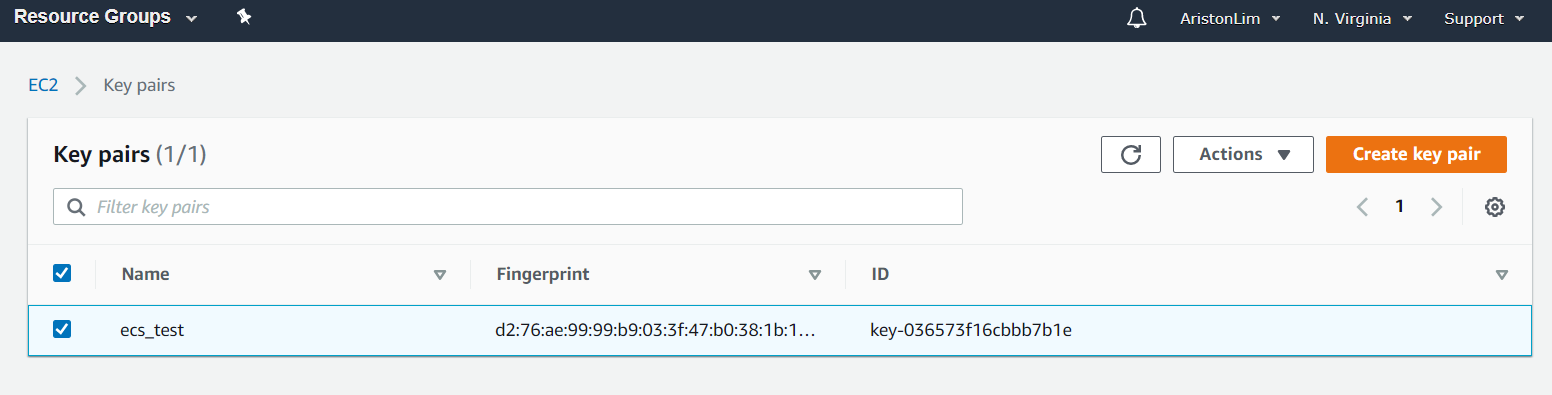 Resource Groups AristonLim N. Virginia Support
EC2 Key pairs
Key pairs (1/1) Actions Create key pair
Filter key pairs 1
Name Fingerprint ID
ecs_test d2:76:ae:99:99:b9:03:3f:47:b0:38:1b:1... key-036573f16cbbb7b1e